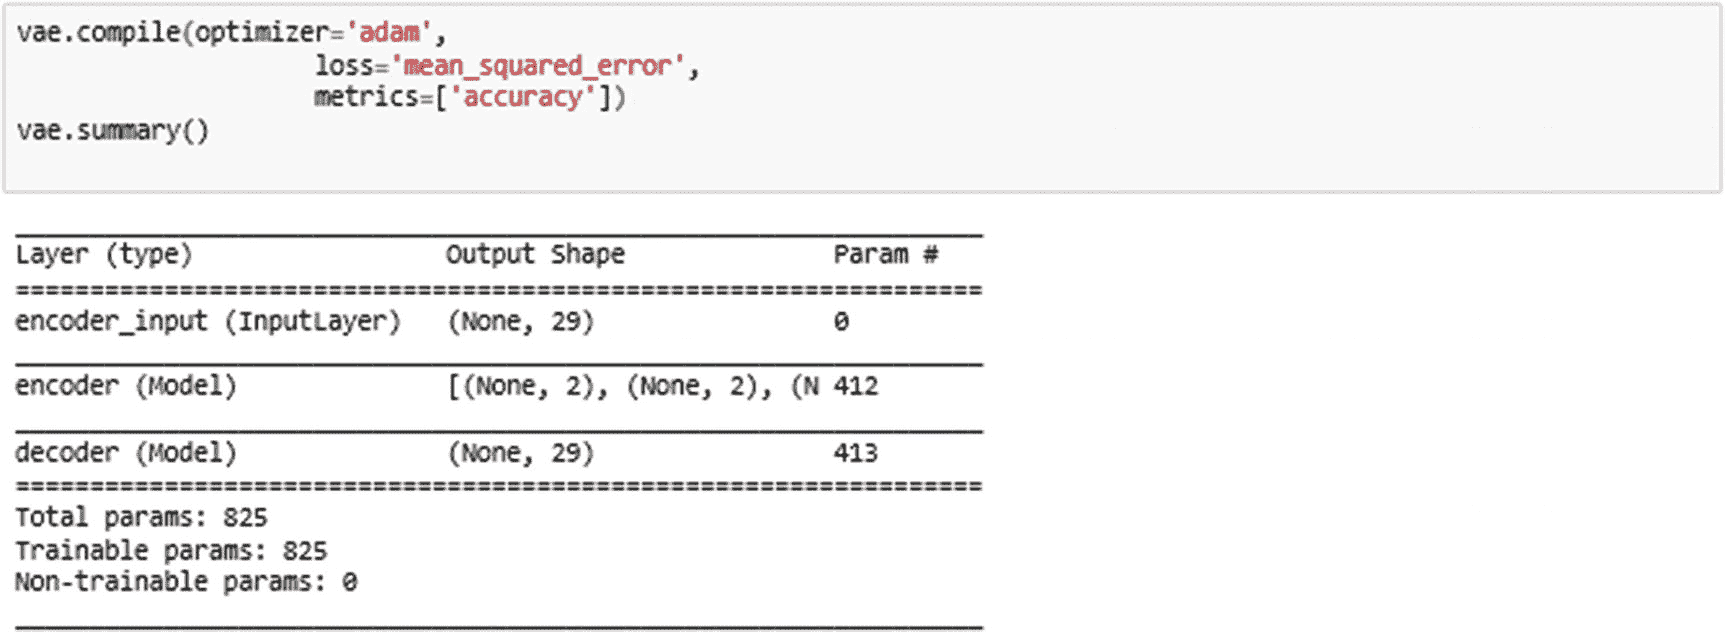 vae.compile(optimizer='adam',
loss='mean_squared_error',
metrics=['accuracy'])
vae.summary()
Layer (type) Output Shape Param #
=================================================================
encoder_input (InputLayer) (None, 29) 0
encoder (Model) [(None, 2), (None, 2), (N 412
decoder (Model) (None, 29) 413
=================================================================
Total params: 825
Trainable params: 825
Non-trainable params: 0